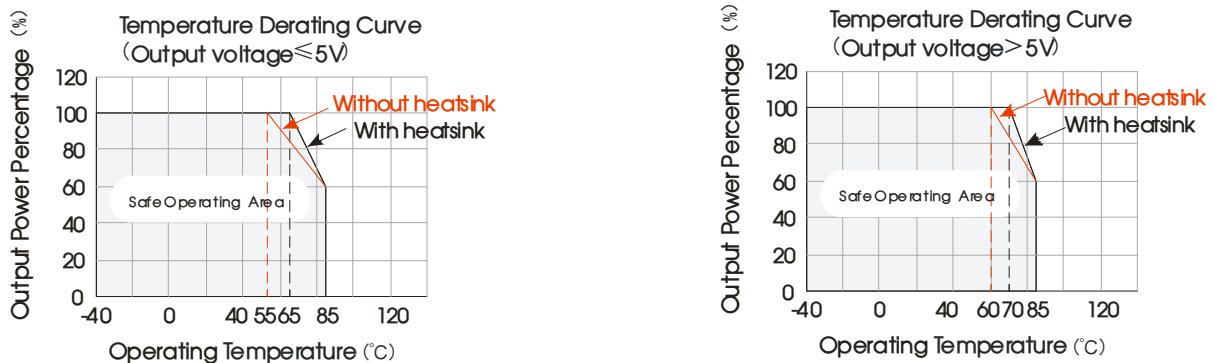 Temperature Derating Curve
(Output voltage≤5V)
Output Power Percentage (%)
120
100
80
60
40
20
0
Without heatsink
With heatsink
Safe Operating Area
-40 0 40 55 65 85 120
Operating Temperature (°C)
Temperature Derating Curve
(Output voltage>5V)
Output Power Percentage (%)
120
100
80
60
40
20
0
Without heatsink
With heatsink
Safe Operating Area
-40 0 40 60 70 85 120
Operating Temperature (°C)